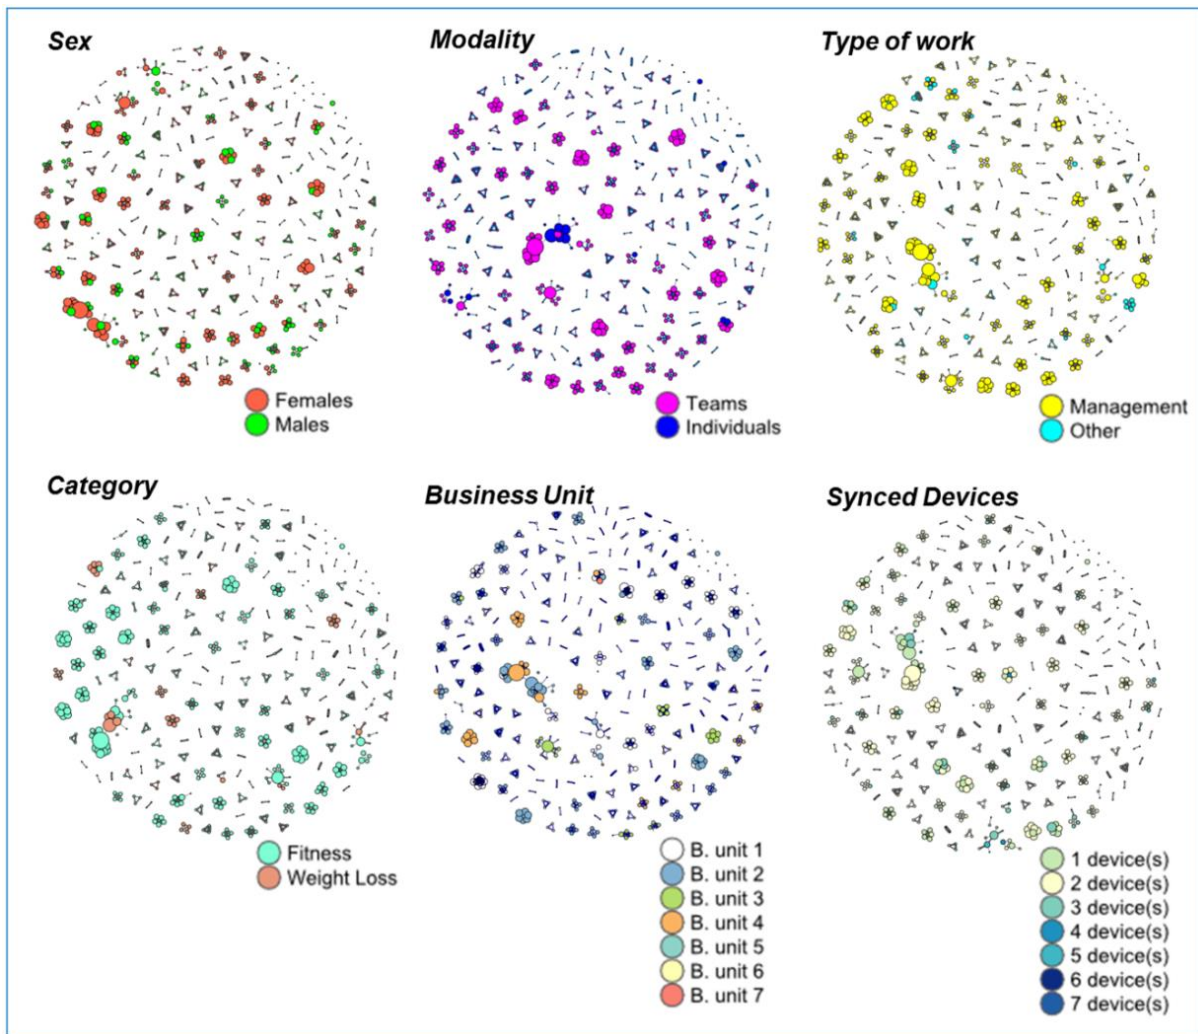 Sex
Modality
Type of work
Females
Males
Teams
Individuals
Management
Other
Category
Business Unit
Synced Devices
Fitness
Weight Loss
B. unit 1
B. unit 2
B. unit 3
B. unit 4
B. unit 5
B. unit 6
B. unit 7
1 device(s)
2 device(s)
3 device(s)
4 device(s)
5 device(s)
6 device(s)
7 device(s)